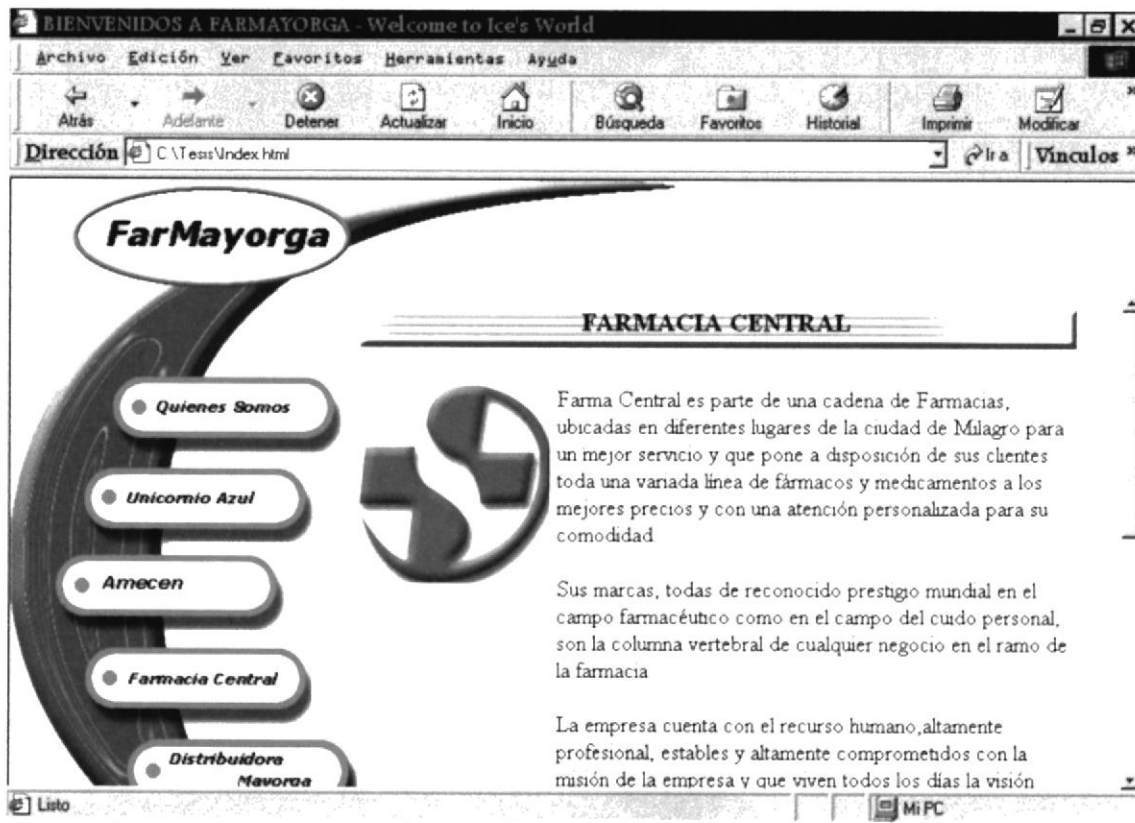 BIENVENIDOS A FARMAYORGA - Welcome to Ice's World
Archivo Edición Ver Favoritos Herramientas Ayuda
Atrás Adelante Detener Actualizar Inicio Búsqueda Favoritos Historial Imprimir Modificar
Dirección C:\Tesis\Index.html Ir a Vínculos
FarMayorga
FARMACIA CENTRAL
Quienes Somos
Unicornio Azul
Amecen
Farmacia Central
Distribuidora
Mayorga
Farma Central es parte de una cadena de Farmacias,
ubicadas en diferentes lugares de la ciudad de Milagro para
un mejor servicio y que pone a disposición de sus clientes
toda una variada línea de fármacos y medicamentos a los
mejores precios y con una atención personalizada para su
comodidad
Sus marcas, todas de reconocido prestigio mundial en el
campo farmacéutico como en el campo del cuido personal,
son la columna vertebral de cualquier negocio en el ramo de
la farmacia
La empresa cuenta con el recurso humano,altamente
profesional, estables y altamente comprometidos con la
misión de la empresa y que viven todos los días la visión
Listo Mi PC